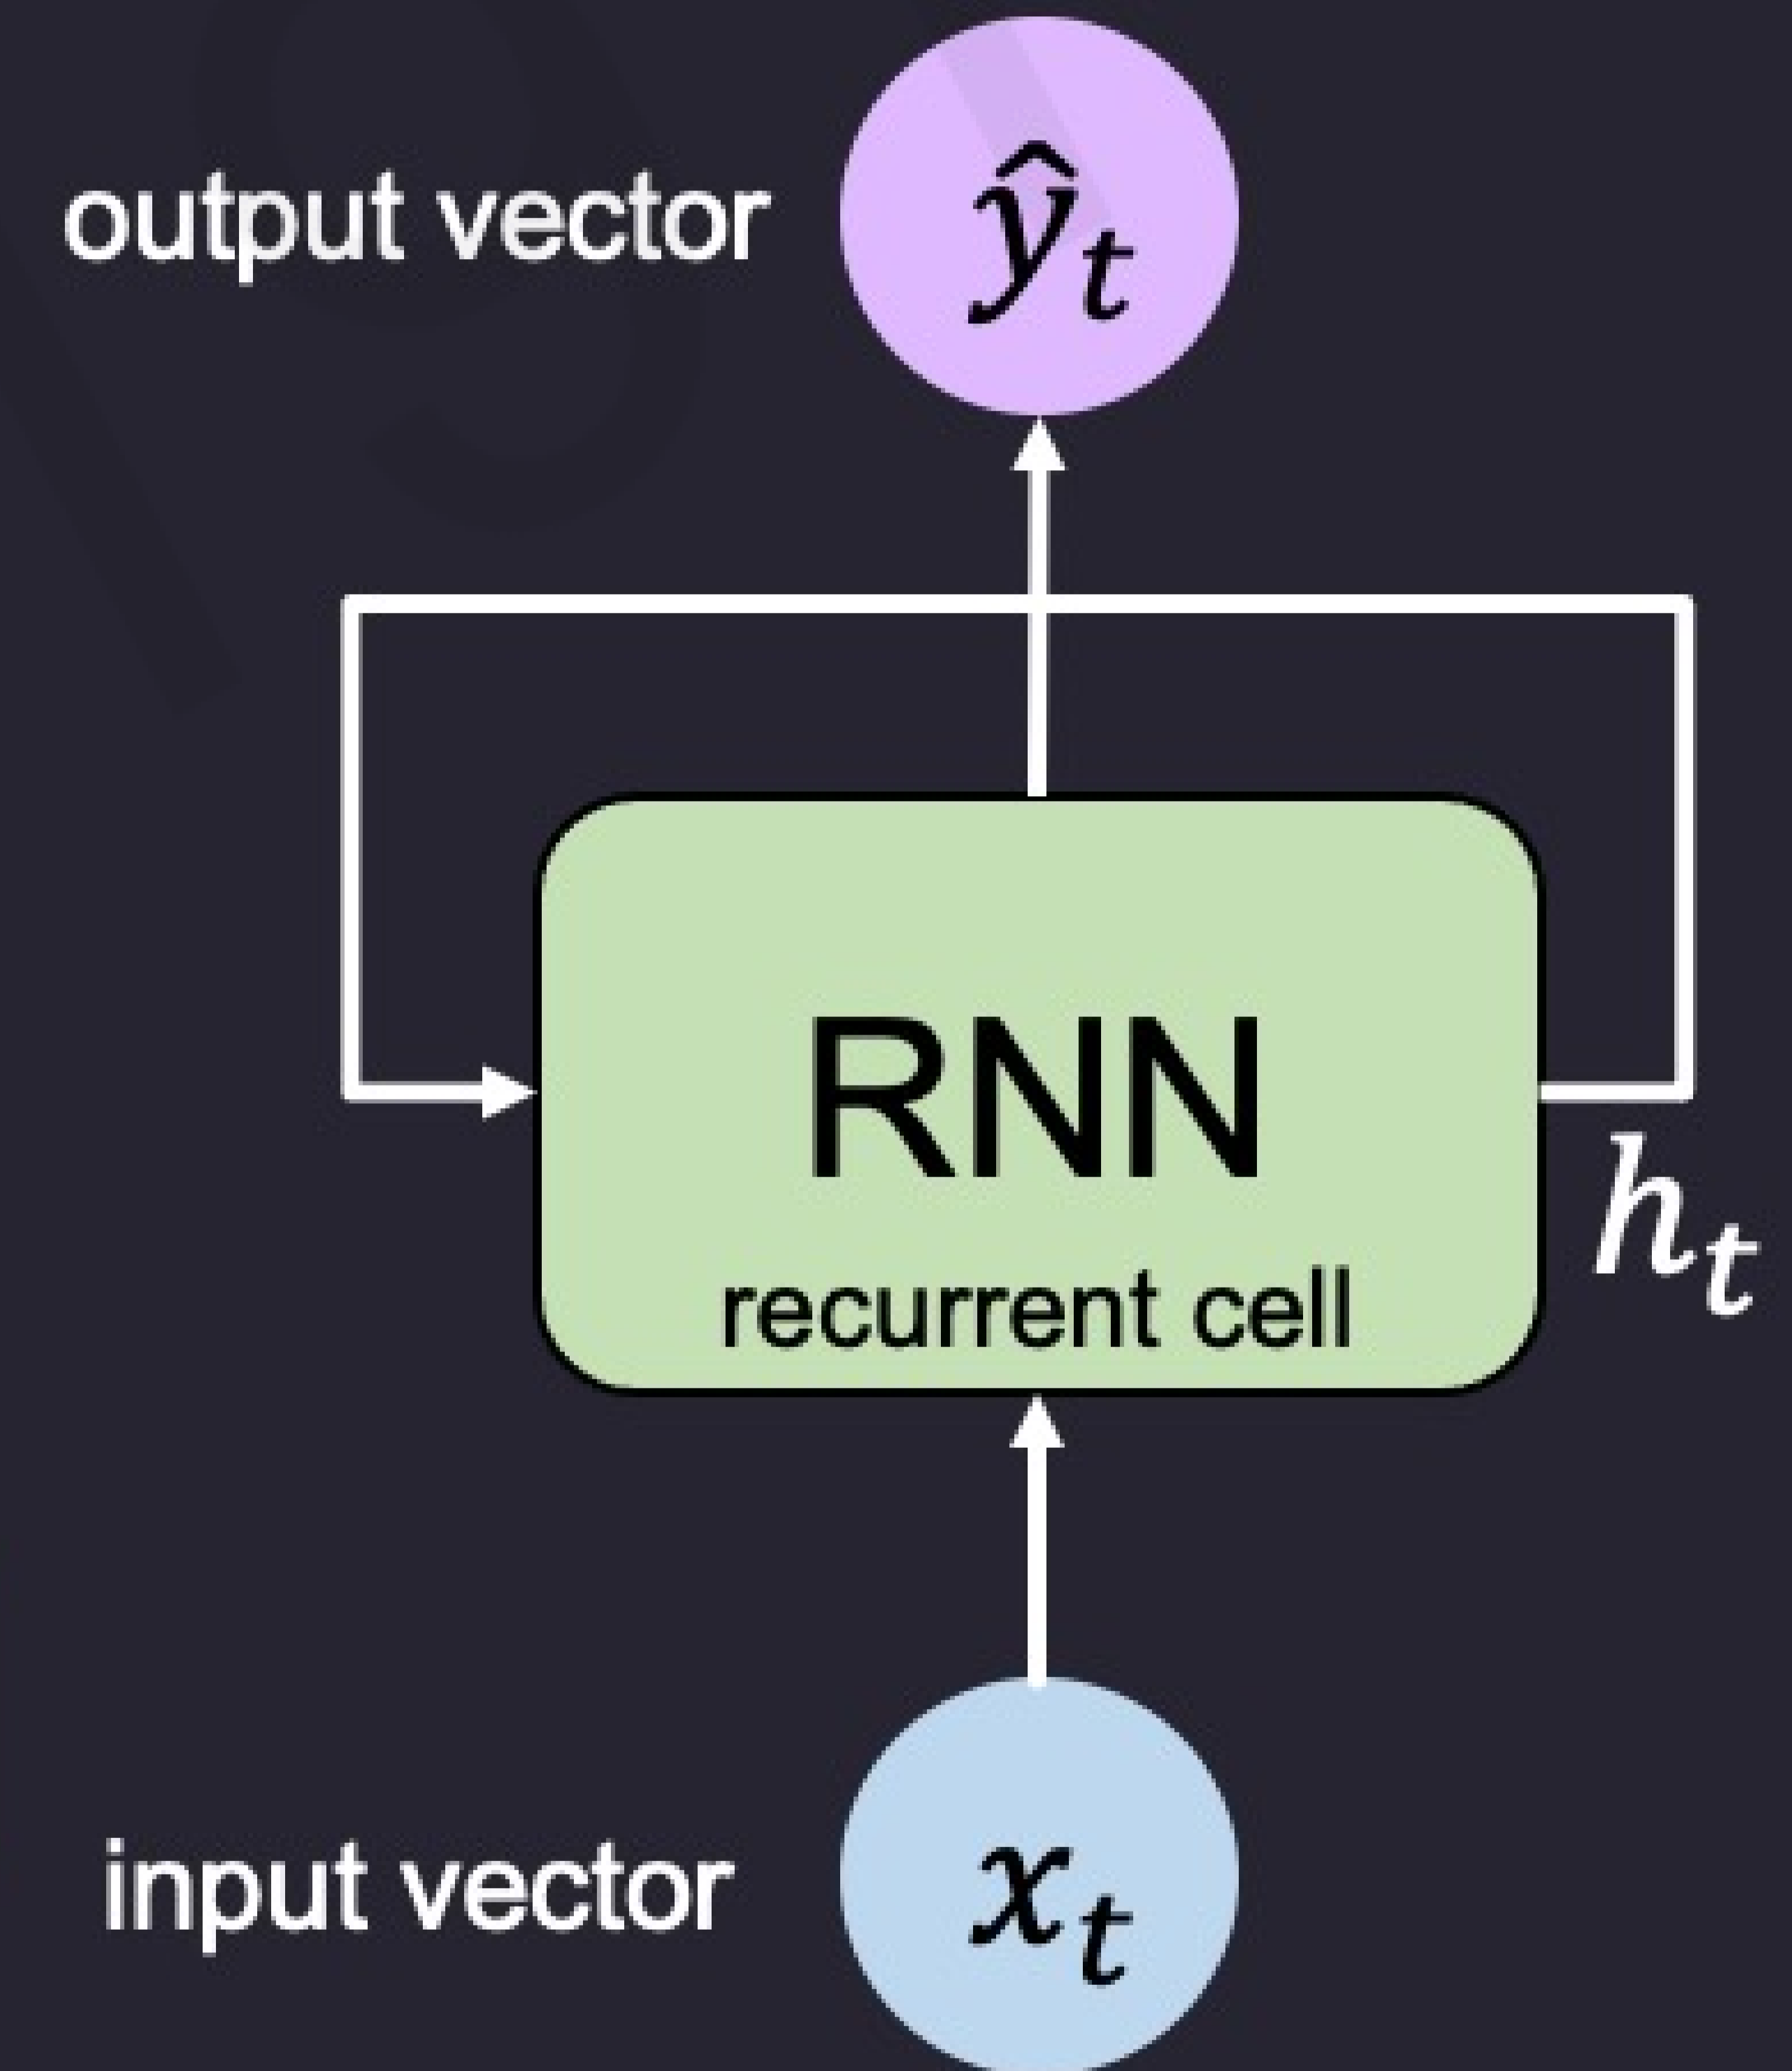 output vector
ŷₜ
RNN
hₜ
recurrent cell
input vector
xₜ